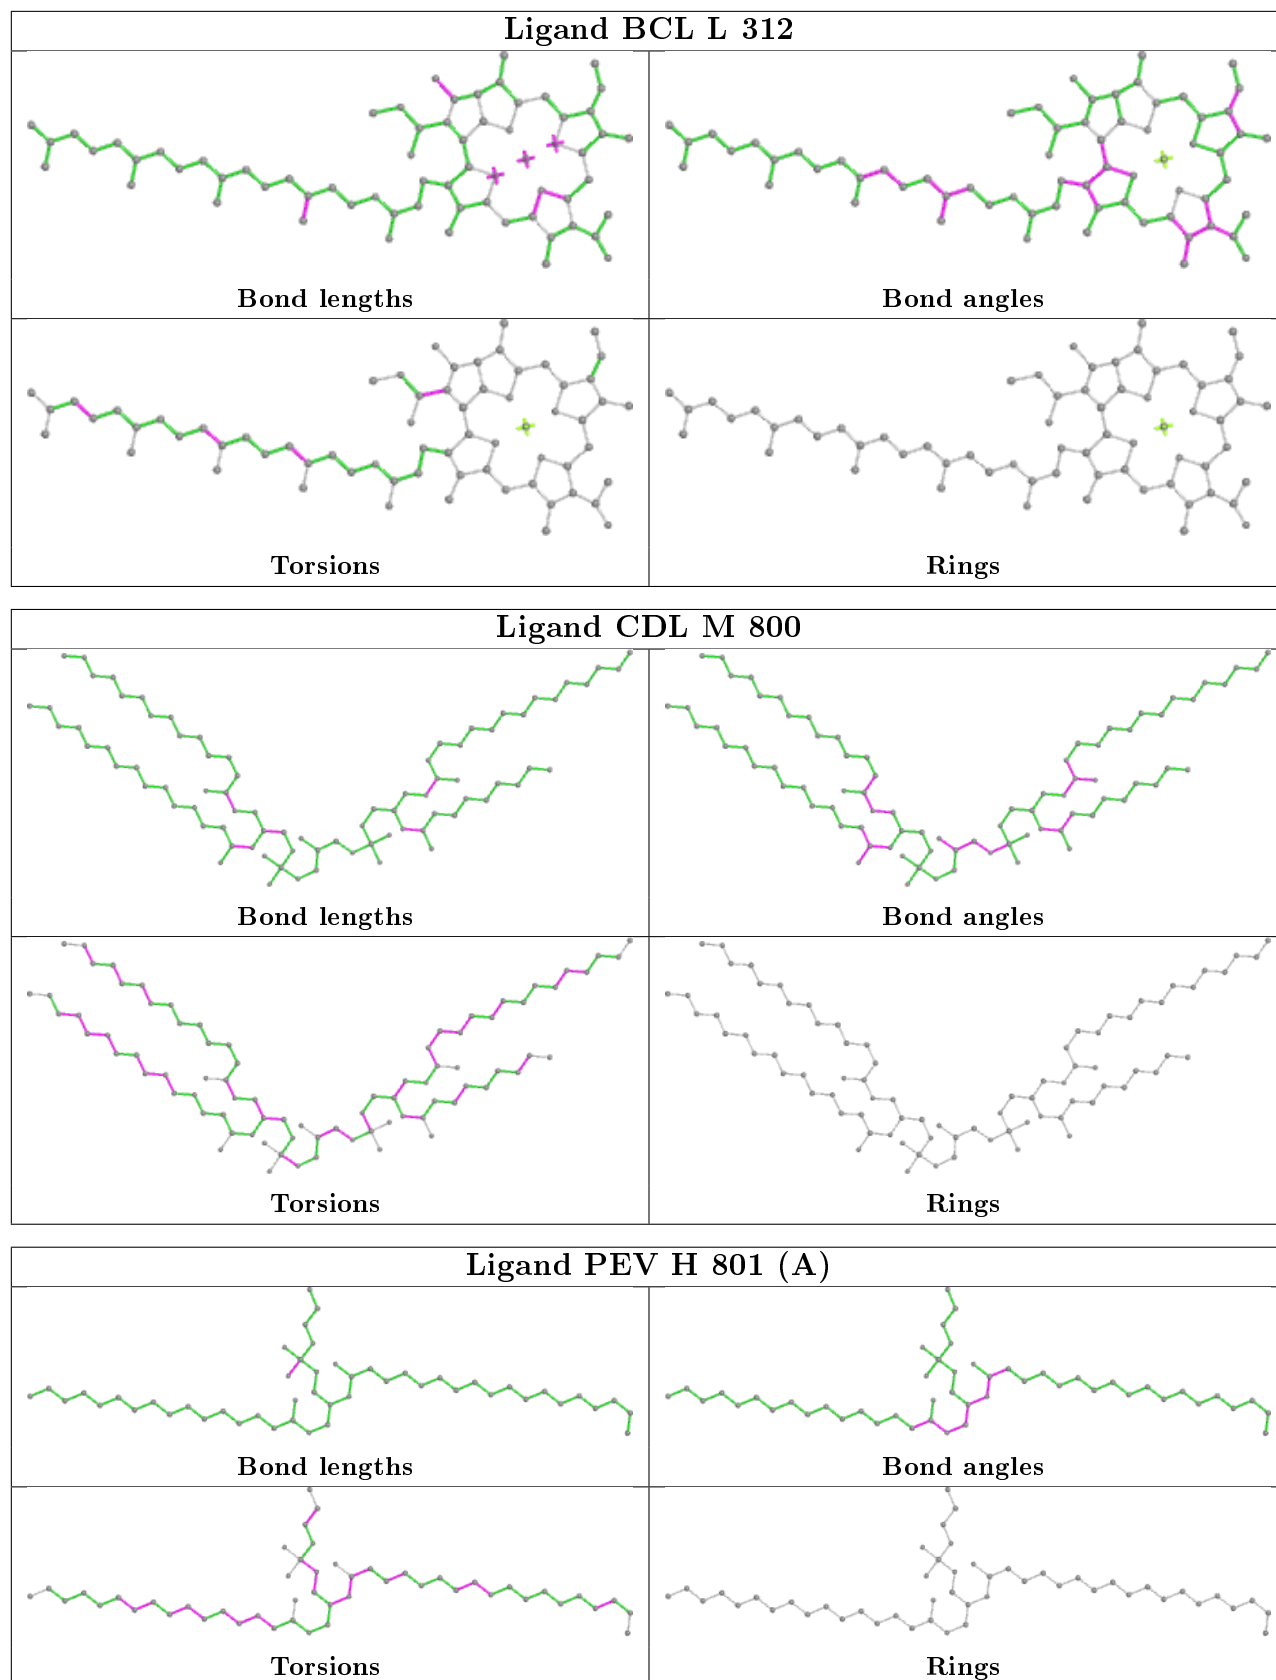 Ligand BCL L 312
Bond lengths
Bond angles
Torsions
Rings
Ligand CDL M 800
Bond lengths
Bond angles
Torsions
Rings
Ligand PEV H 801 (A)
Bond lengths
Bond angles
Torsions
Rings